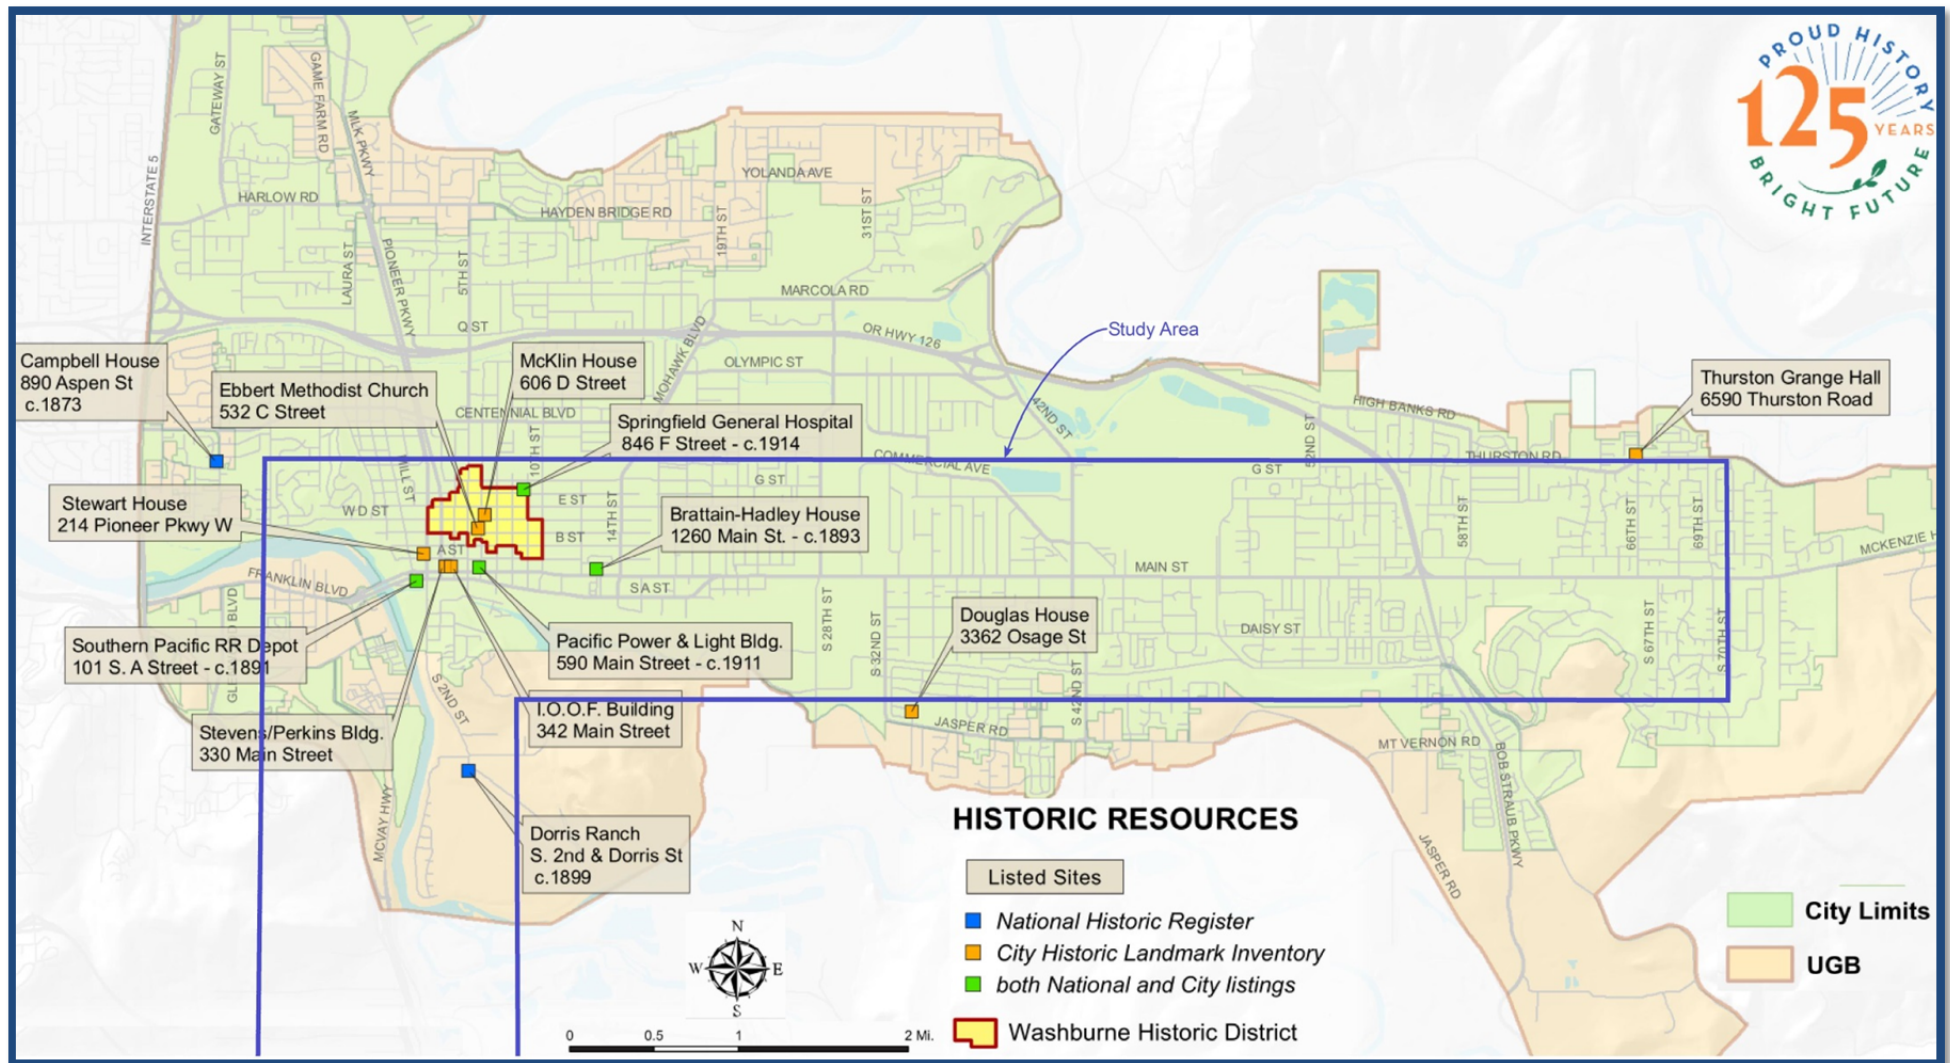 PROUD HISTORY
125
YEARS
BRIGHT FUTURE
GATEWAY ST
GAME FARM RD
MLK PKWY
INTERSTATE 5
HARLOW RD
HAYDEN BRIDGE RD
YOLANDA AVE
19TH ST
31ST ST
LAURA ST
PIONEER PKWY
5TH ST
MARCOLA RD
Q ST
MOHAWK BLVD
OR HWY 126
OLYMPIC ST
Study Area
Campbell House
890 Aspen St
c.1873
Ebbert Methodist Church
532 C Street
McKlin House
606 D Street
CENTENNIAL BLVD
Springfield General Hospital
846 F Street - c.1914
10TH ST
42ND ST
52ND ST
HIGH BANKS RD
Thurston Grange Hall
6590 Thurston Road
THURSTON RD
COMMERCIAL AVE
G ST
G ST
MILL ST
Stewart House
214 Pioneer Pkwy W
W D ST
E ST
B ST
A ST
14TH ST
Brattain-Hadley House
1260 Main St. - c.1893
58TH ST
66TH ST
69TH ST
MCKENZIE H
MAIN ST
FRANKLIN BLVD
S A ST
BLVD
Southern Pacific RR Depot
101 S. A Street - c.1891
Pacific Power & Light Bldg.
590 Main Street - c.1911
S 28TH ST
S 32ND ST
Douglas House
3362 Osage St
DAISY ST
S 42ND ST
S 67TH ST
S 70TH ST
S 2ND ST
Stevens/Perkins Bldg.
330 Main Street
I.O.O.F. Building
342 Main Street
JASPER RD
MT VERNON RD
BOB STRAUB PKWY
JASPER RD
MCVAY HWY
Dorris Ranch
S. 2nd & Dorris St
c.1899
HISTORIC RESOURCES
Listed Sites
National Historic Register
City Historic Landmark Inventory
both National and City listings
Washburne Historic District
City Limits
UGB
N
W E
S
0 0.5 1 2 Mi.